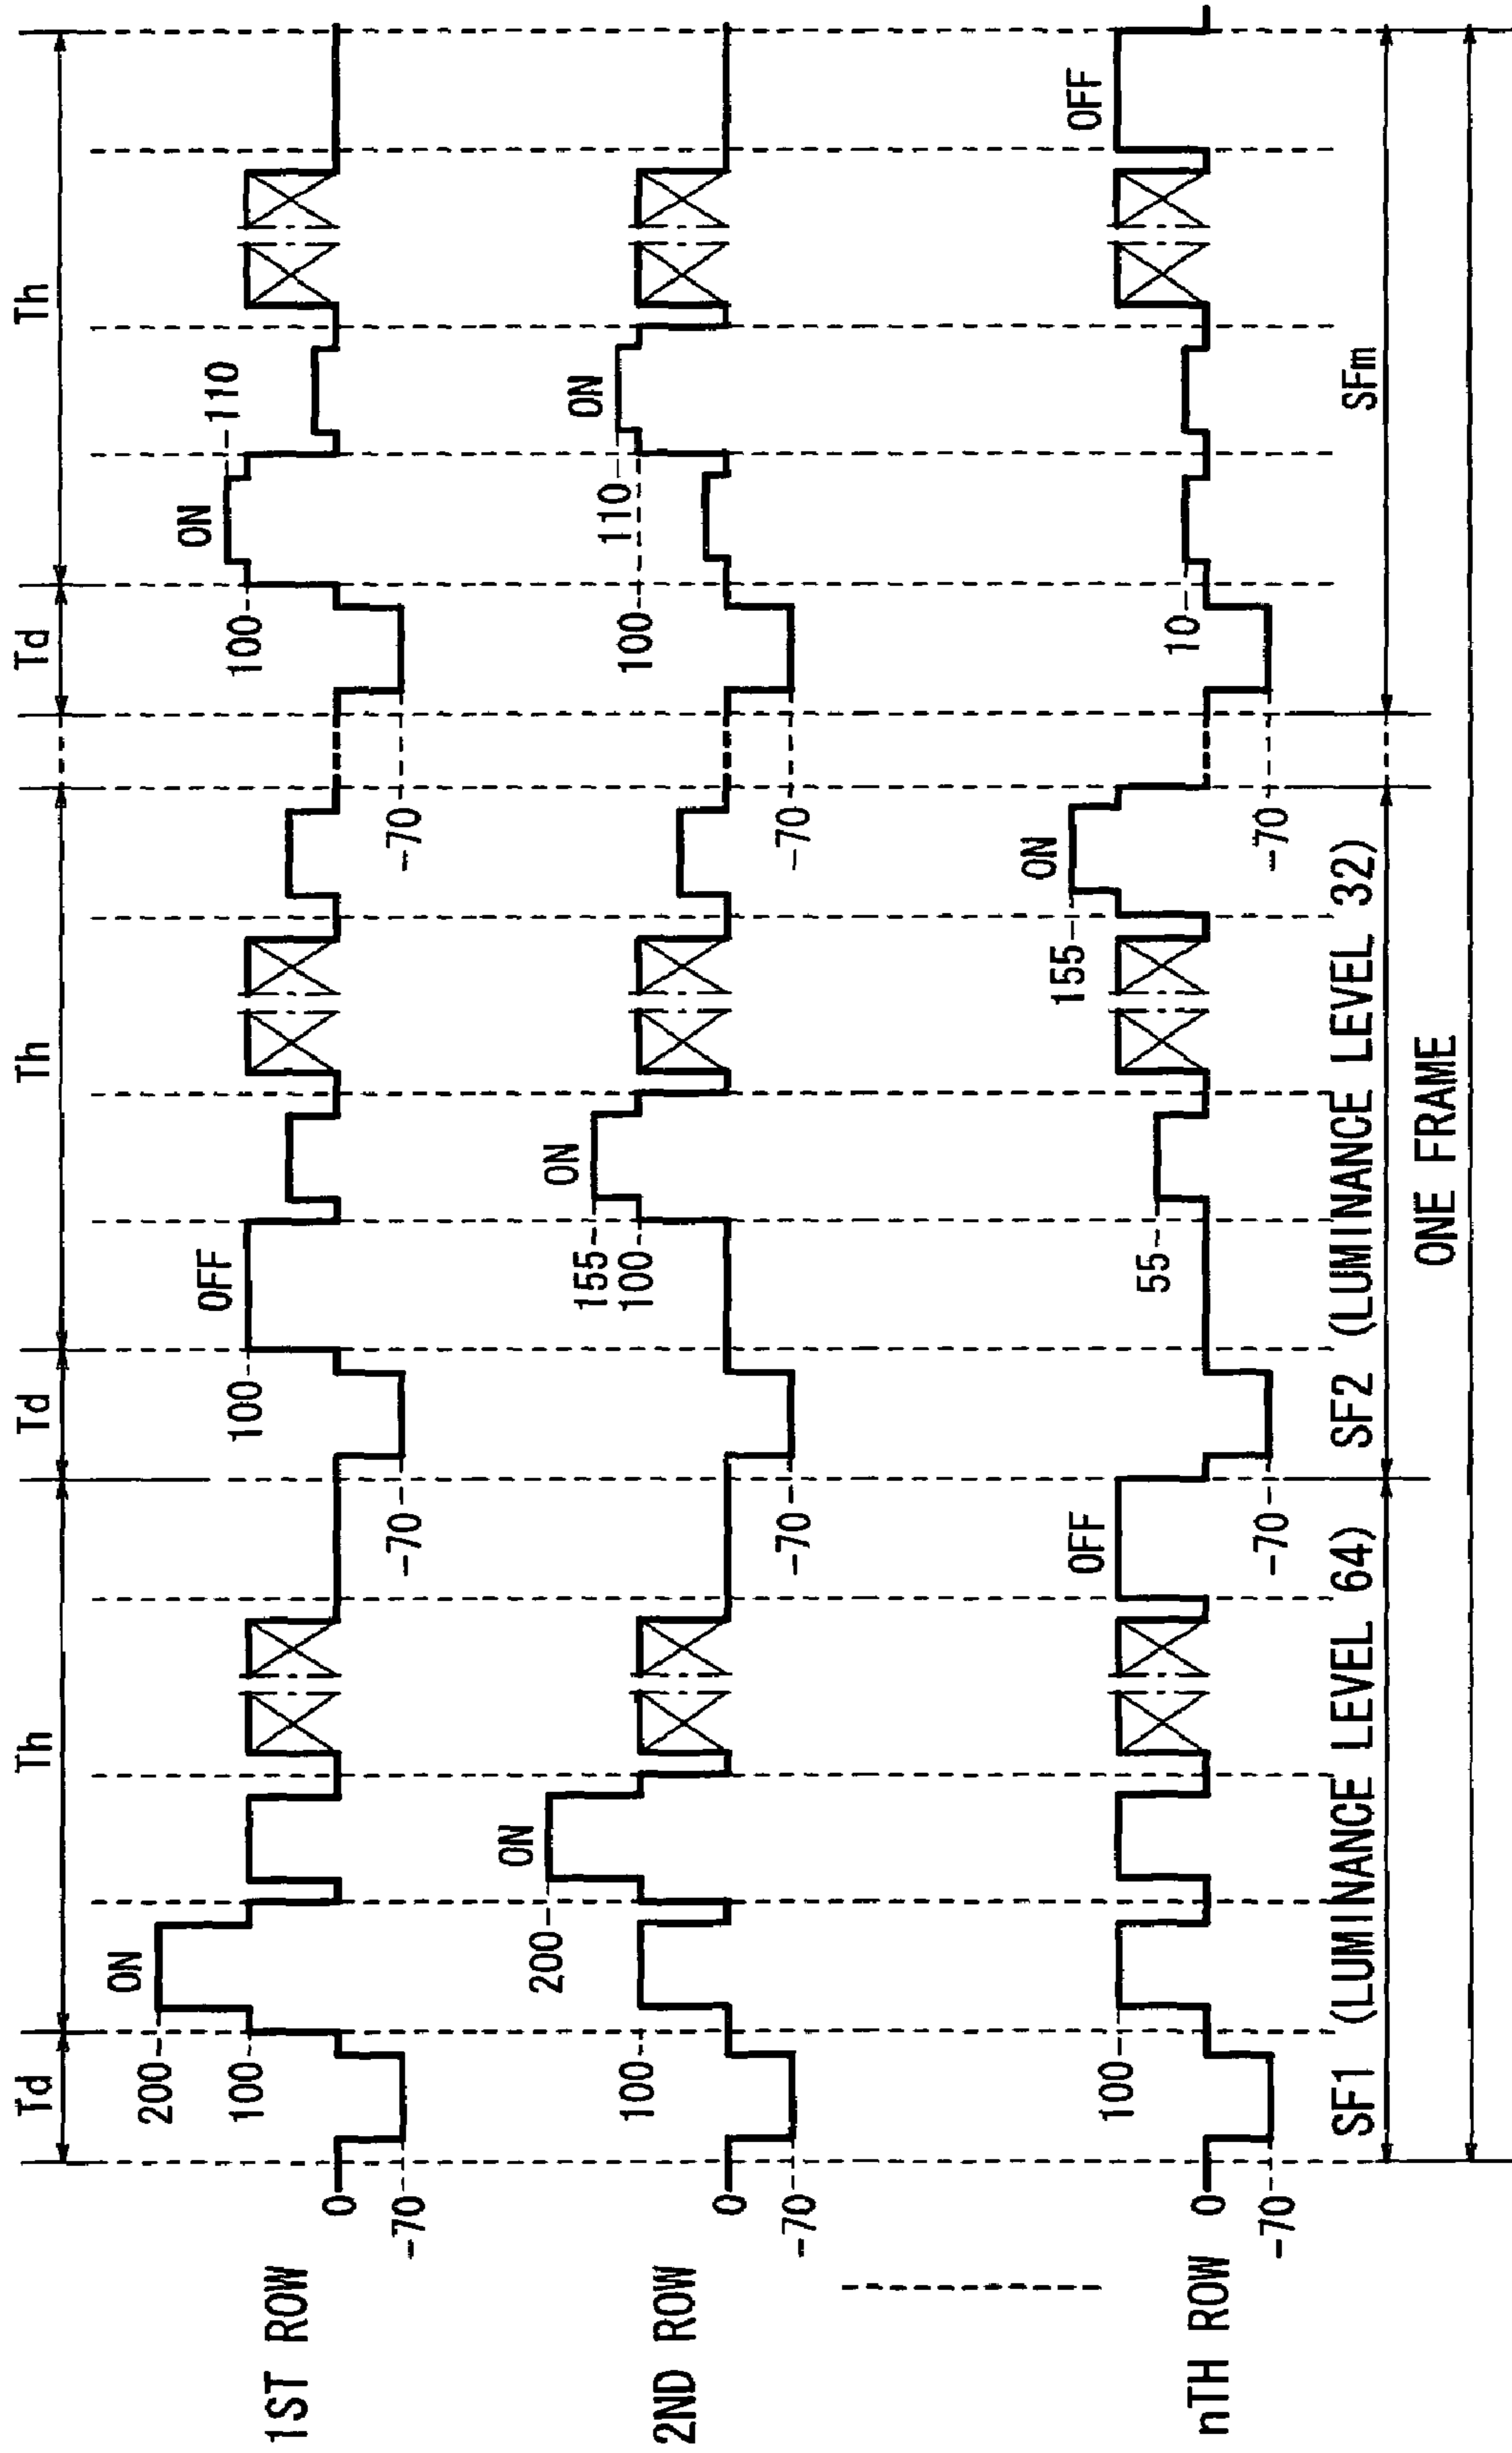 Td Th Td Th Td Th
1ST ROW
200 ON
100
0
-70
-70
100 OFF
-70
100 ON 110
2ND ROW
200 ON
100
0
-70
-70
155 ON
100
-70
110 ON
100
nTH ROW
100
0
-70
OFF
-70
55
155 ON
-70
10
OFF
SF1 (LUMINANCE LEVEL 64) SF2 (LUMINANCE LEVEL 32) SFm
ONE FRAME